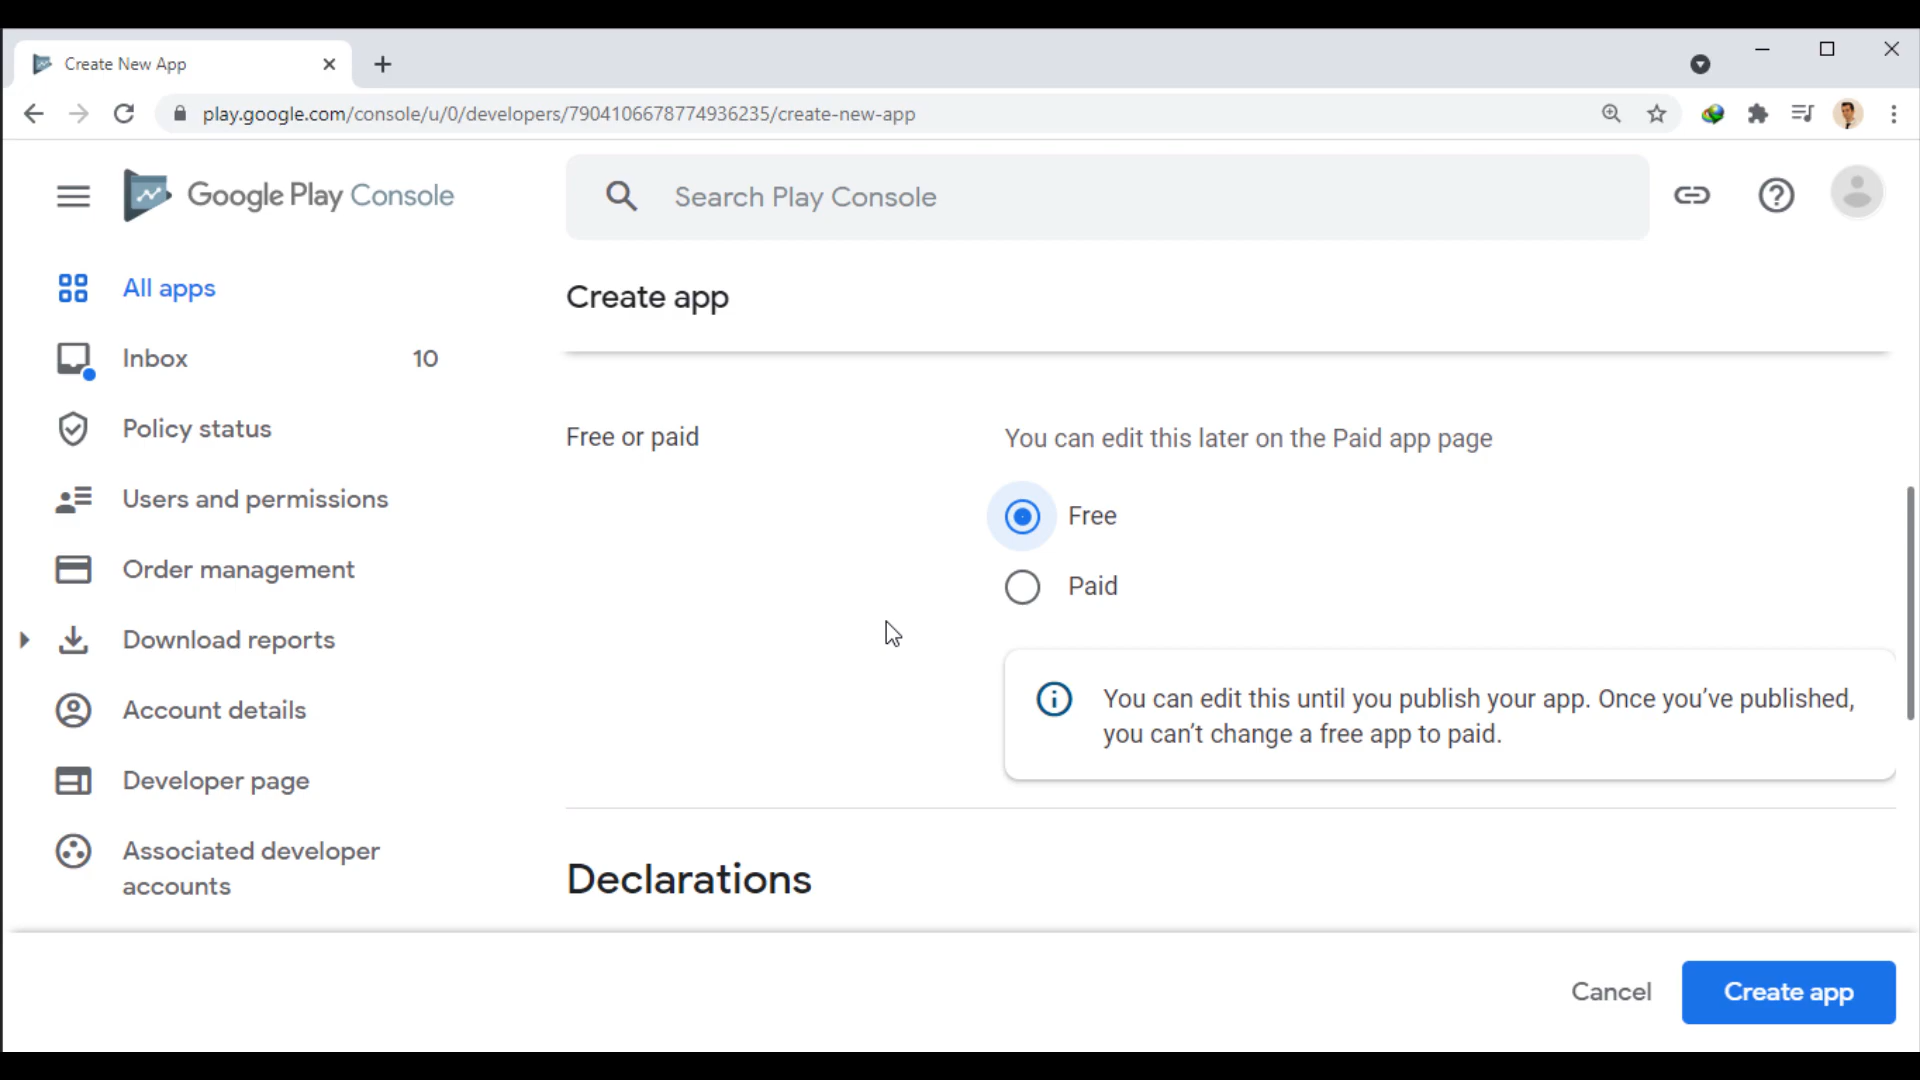 Create New App
play.google.com/console/u/0/developers/7904106678774936235/create-new-app
Google Play Console
Search Play Console
All apps
Inbox 10
Policy status
Users and permissions
Order management
Download reports
Account details
Developer page
Associated developer
accounts
Create app
Free or paid
You can edit this later on the Paid app page
Free
Paid
You can edit this until you publish your app. Once you’ve published,
you can’t change a free app to paid.
Declarations
Cancel
Create app